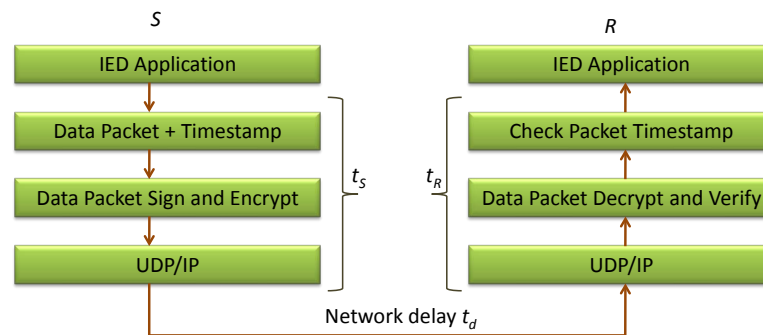 S
IED Application
Data Packet + Timestamp
Data Packet Sign and Encrypt
UDP/IP
t_S
R
IED Application
Check Packet Timestamp
Data Packet Decrypt and Verify
UDP/IP
t_R
Network delay t_d